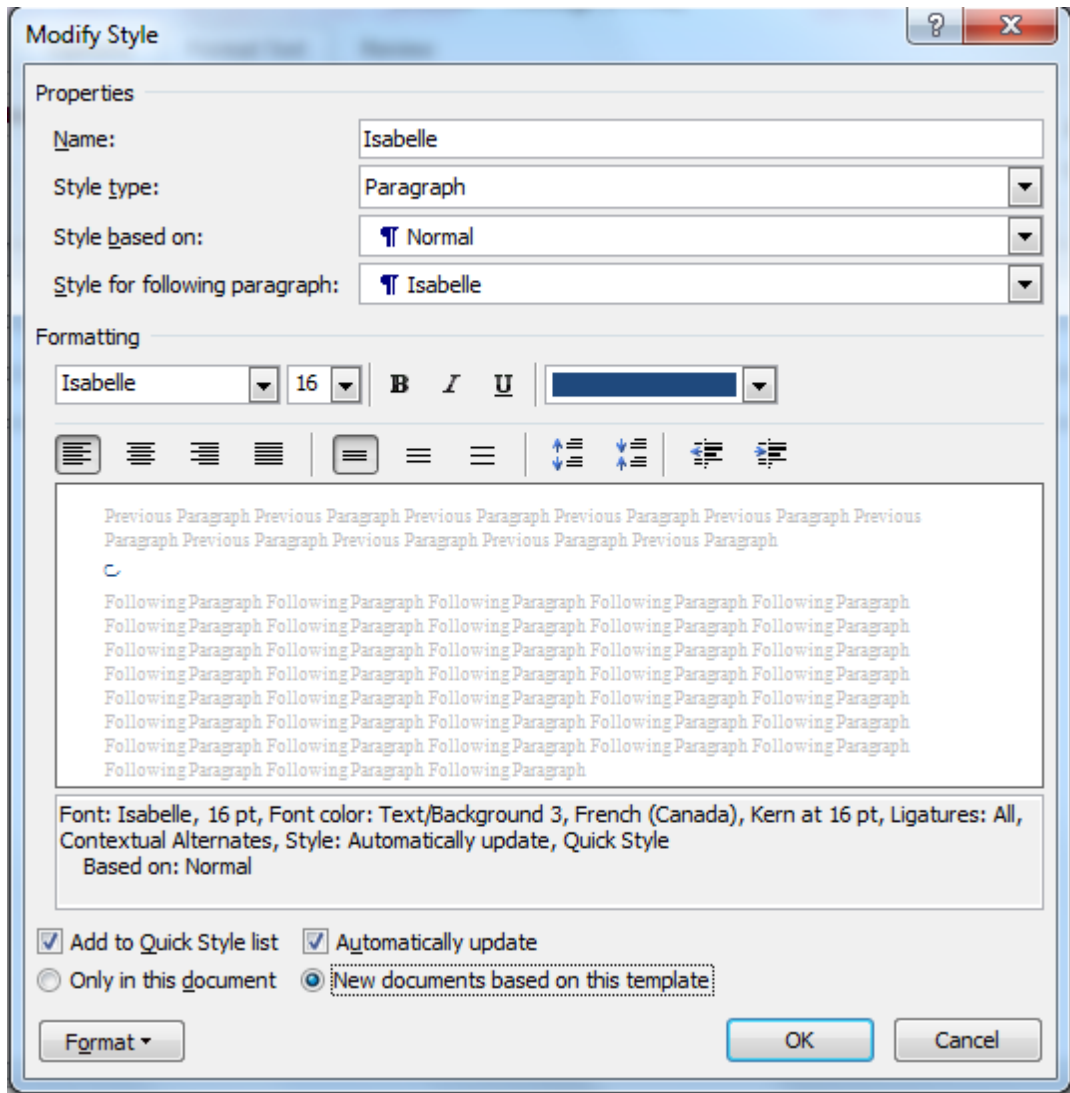 Modify Style
Properties
Name: Isabelle
Style type: Paragraph
Style based on: ¶ Normal
Style for following paragraph: ¶ Isabelle
Formatting
Isabelle 16 B I U
Previous Paragraph Previous Paragraph Previous Paragraph Previous Paragraph Previous Paragraph Previous
Paragraph Previous Paragraph Previous Paragraph Previous Paragraph Previous Paragraph
Following Paragraph Following Paragraph Following Paragraph Following Paragraph Following Paragraph
Following Paragraph Following Paragraph Following Paragraph Following Paragraph Following Paragraph
Following Paragraph Following Paragraph Following Paragraph Following Paragraph Following Paragraph
Following Paragraph Following Paragraph Following Paragraph Following Paragraph Following Paragraph
Following Paragraph Following Paragraph Following Paragraph Following Paragraph Following Paragraph
Following Paragraph Following Paragraph Following Paragraph Following Paragraph Following Paragraph
Following Paragraph Following Paragraph Following Paragraph Following Paragraph Following Paragraph
Following Paragraph Following Paragraph Following Paragraph
Font: Isabelle, 16 pt, Font color: Text/Background 3, French (Canada), Kern at 16 pt, Ligatures: All,
Contextual Alternates, Style: Automatically update, Quick Style
Based on: Normal
Add to Quick Style list Automatically update
Only in this document New documents based on this template
Format OK Cancel